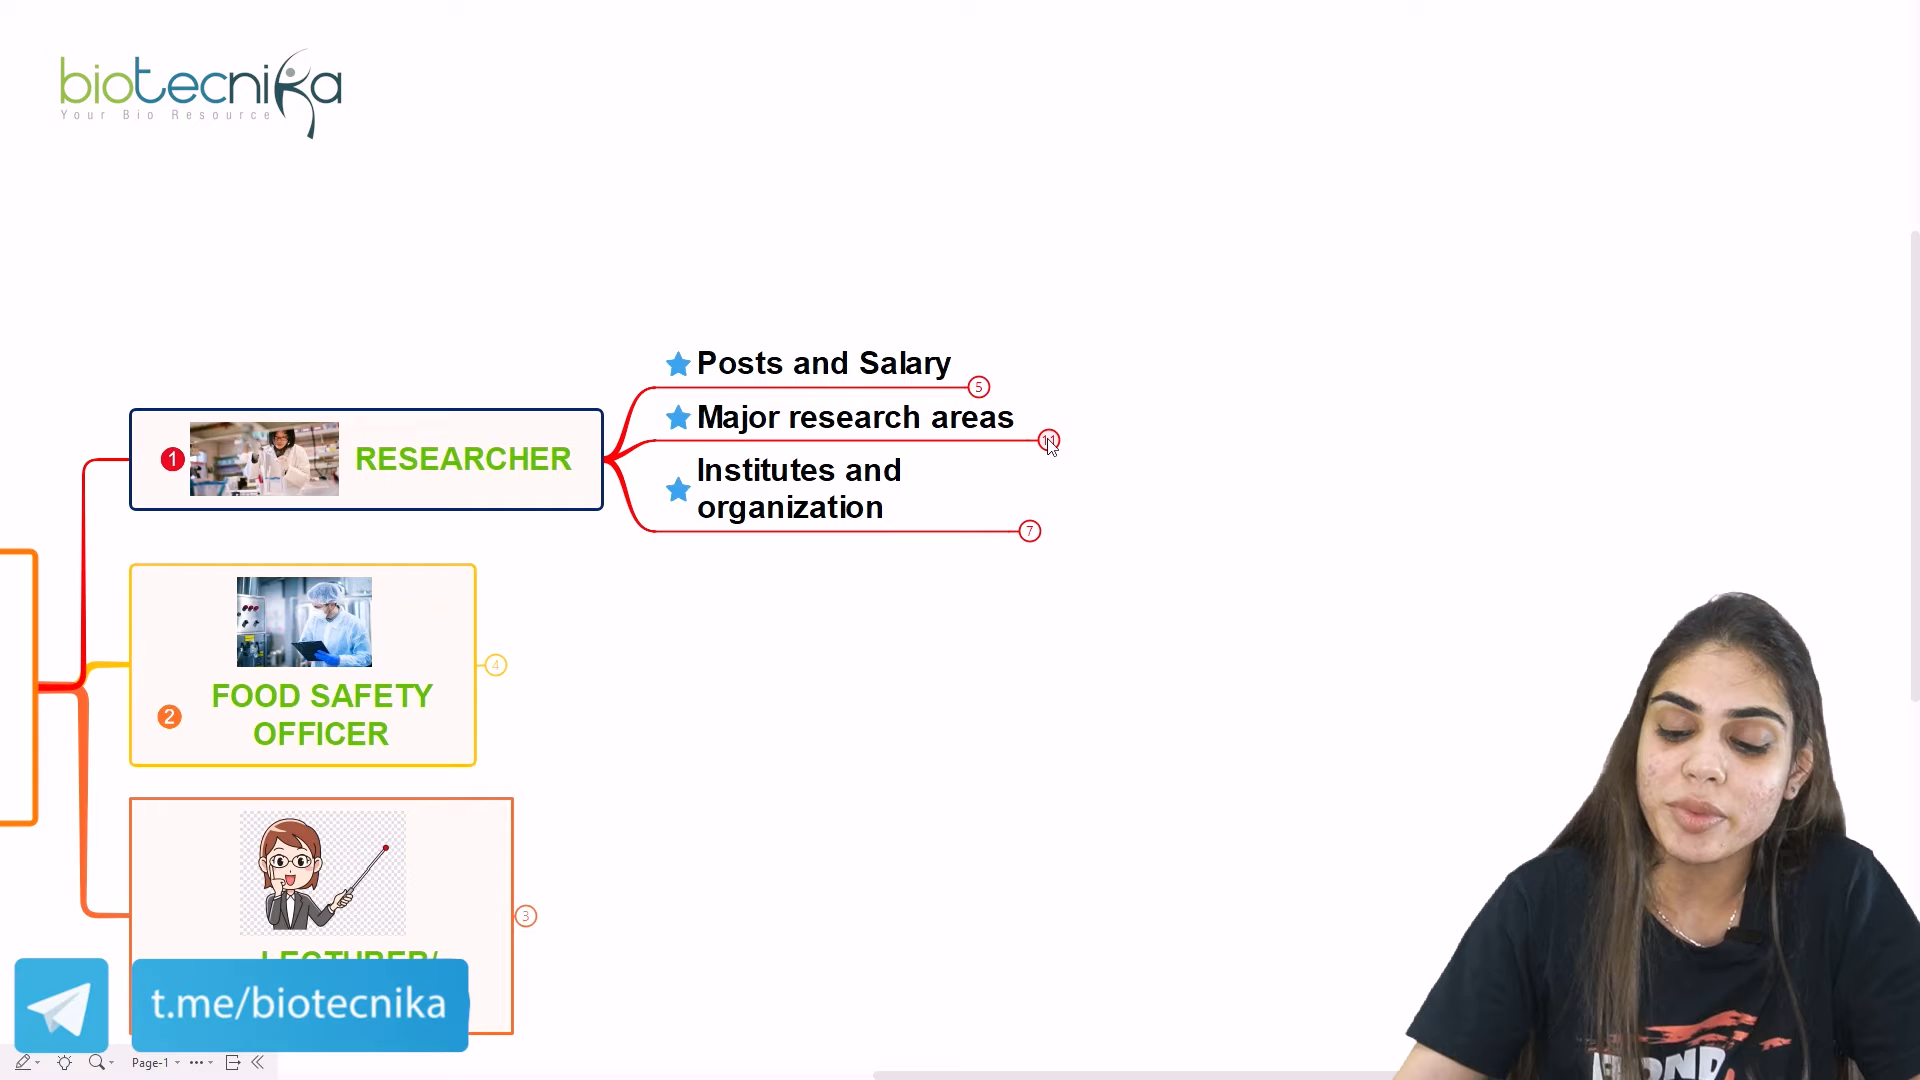 biotecnika
Your Bio Resource
Posts and Salary
5
Major research areas
Institutes and
organization
7
1
RESEARCHER
2
FOOD SAFETY
OFFICER
4
3
LECTURER/
t.me/biotecnika
Page-1